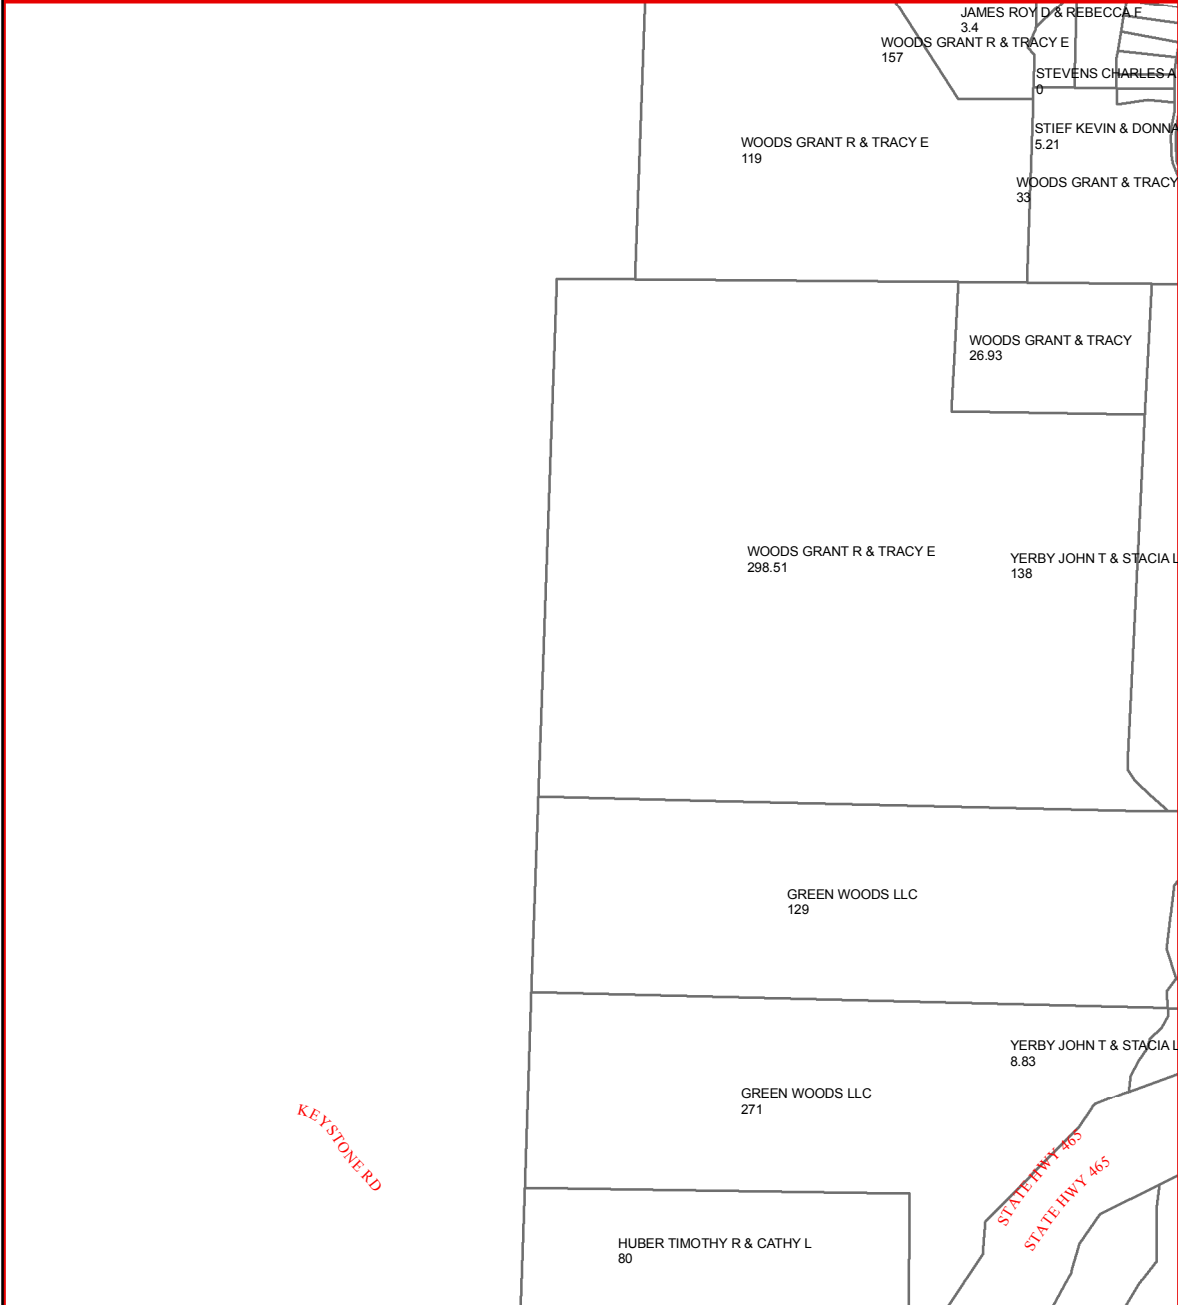 JAMES ROY D & REBECCA F
3.4
WOODS GRANT R & TRACY E
157
STEVENS CHARLES A
0
WOODS GRANT R & TRACY E
119
STIEF KEVIN & DONNA
5.21
WOODS GRANT & TRACY
33
WOODS GRANT & TRACY
26.93
WOODS GRANT R & TRACY E
298.51
YERBY JOHN T & STACIA L
138
GREEN WOODS LLC
129
YERBY JOHN T & STACIA L
8.83
GREEN WOODS LLC
271
KEYSTONE RD
STATE HWY 465
STATE HWY 465
HUBER TIMOTHY R & CATHY L
80